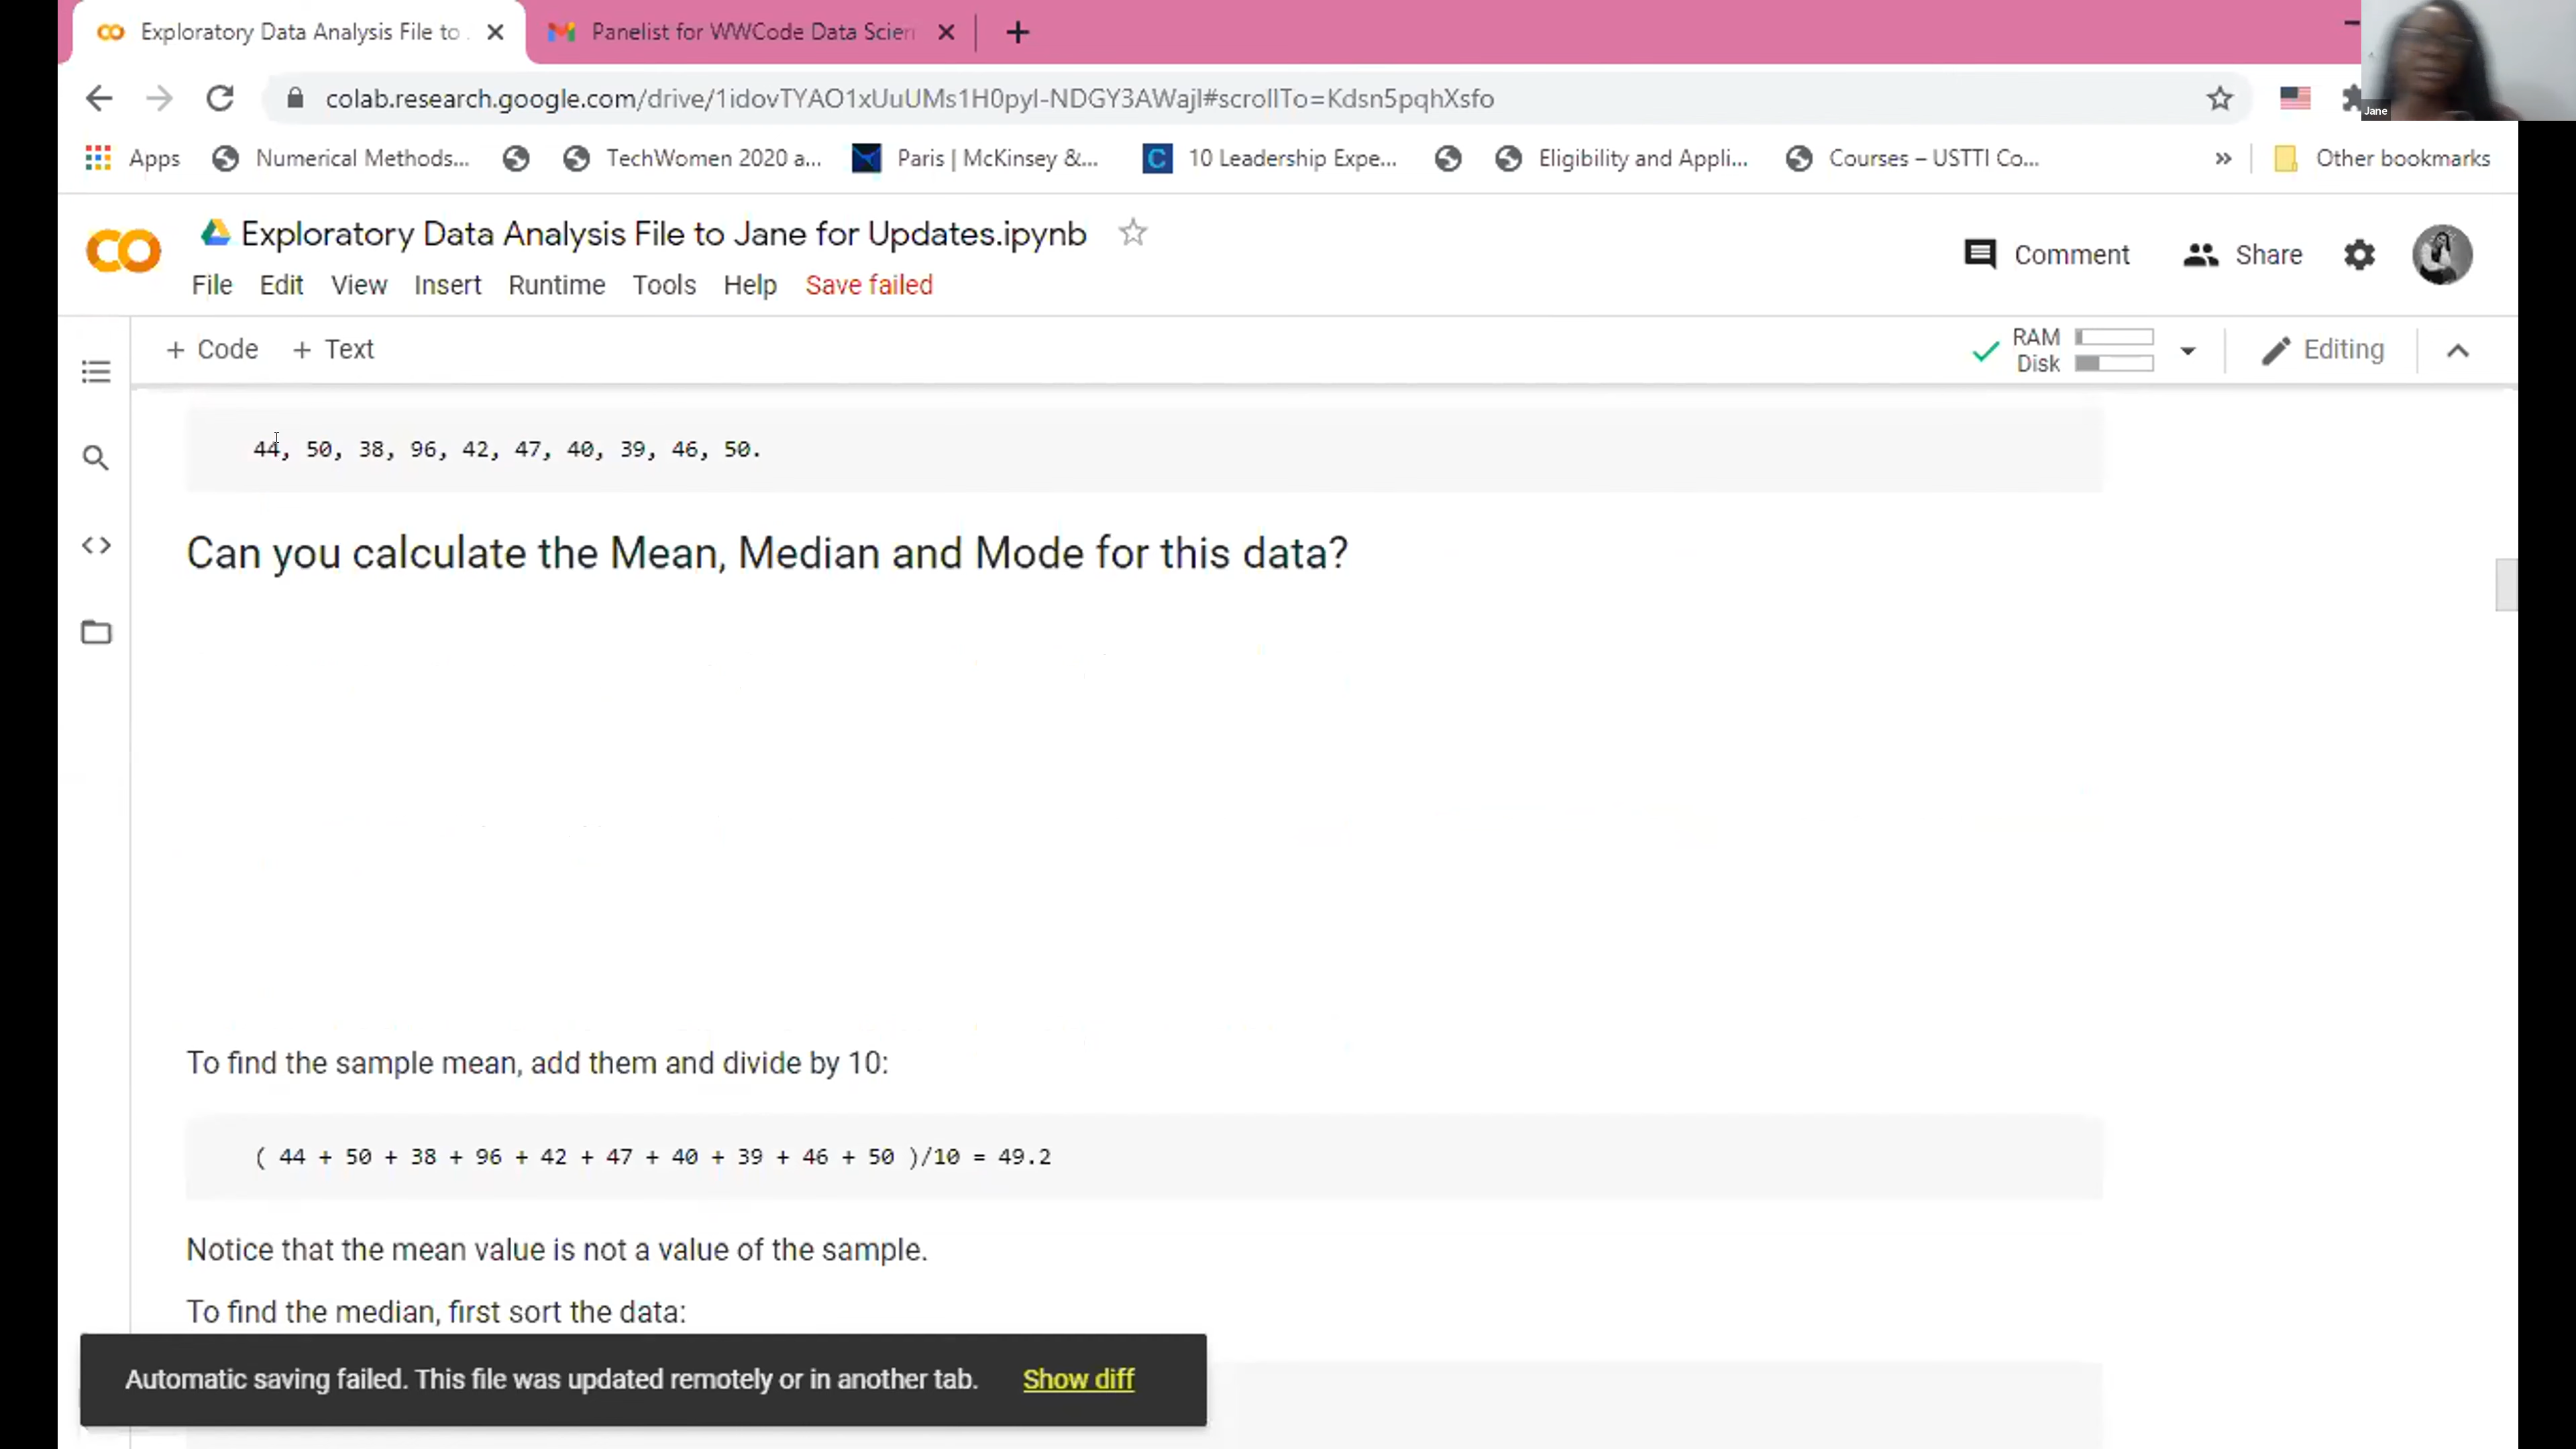 Exploratory Data Analysis File to
Panelist for WWCode Data Scien
colab.research.google.com/drive/1idovTYAO1xUuUMs1H0pyI-NDGY3AWajI#scrollTo=Kdsn5pqhXsfo
Jane
Apps
Numerical Methods...
TechWomen 2020 a...
Paris | McKinsey &...
10 Leadership Expe...
Eligibility and Appli...
Courses – USTTI Co...
»
Other bookmarks
CO
Exploratory Data Analysis File to Jane for Updates.ipynb
Comment
Share
File Edit View Insert Runtime Tools Help Save failed
+ Code + Text
RAM
Disk
Editing
44, 50, 38, 96, 42, 47, 40, 39, 46, 50.
Can you calculate the Mean, Median and Mode for this data?
To find the sample mean, add them and divide by 10:
( 44 + 50 + 38 + 96 + 42 + 47 + 40 + 39 + 46 + 50 )/10 = 49.2
Notice that the mean value is not a value of the sample.
To find the median, first sort the data:
Automatic saving failed. This file was updated remotely or in another tab. Show diff